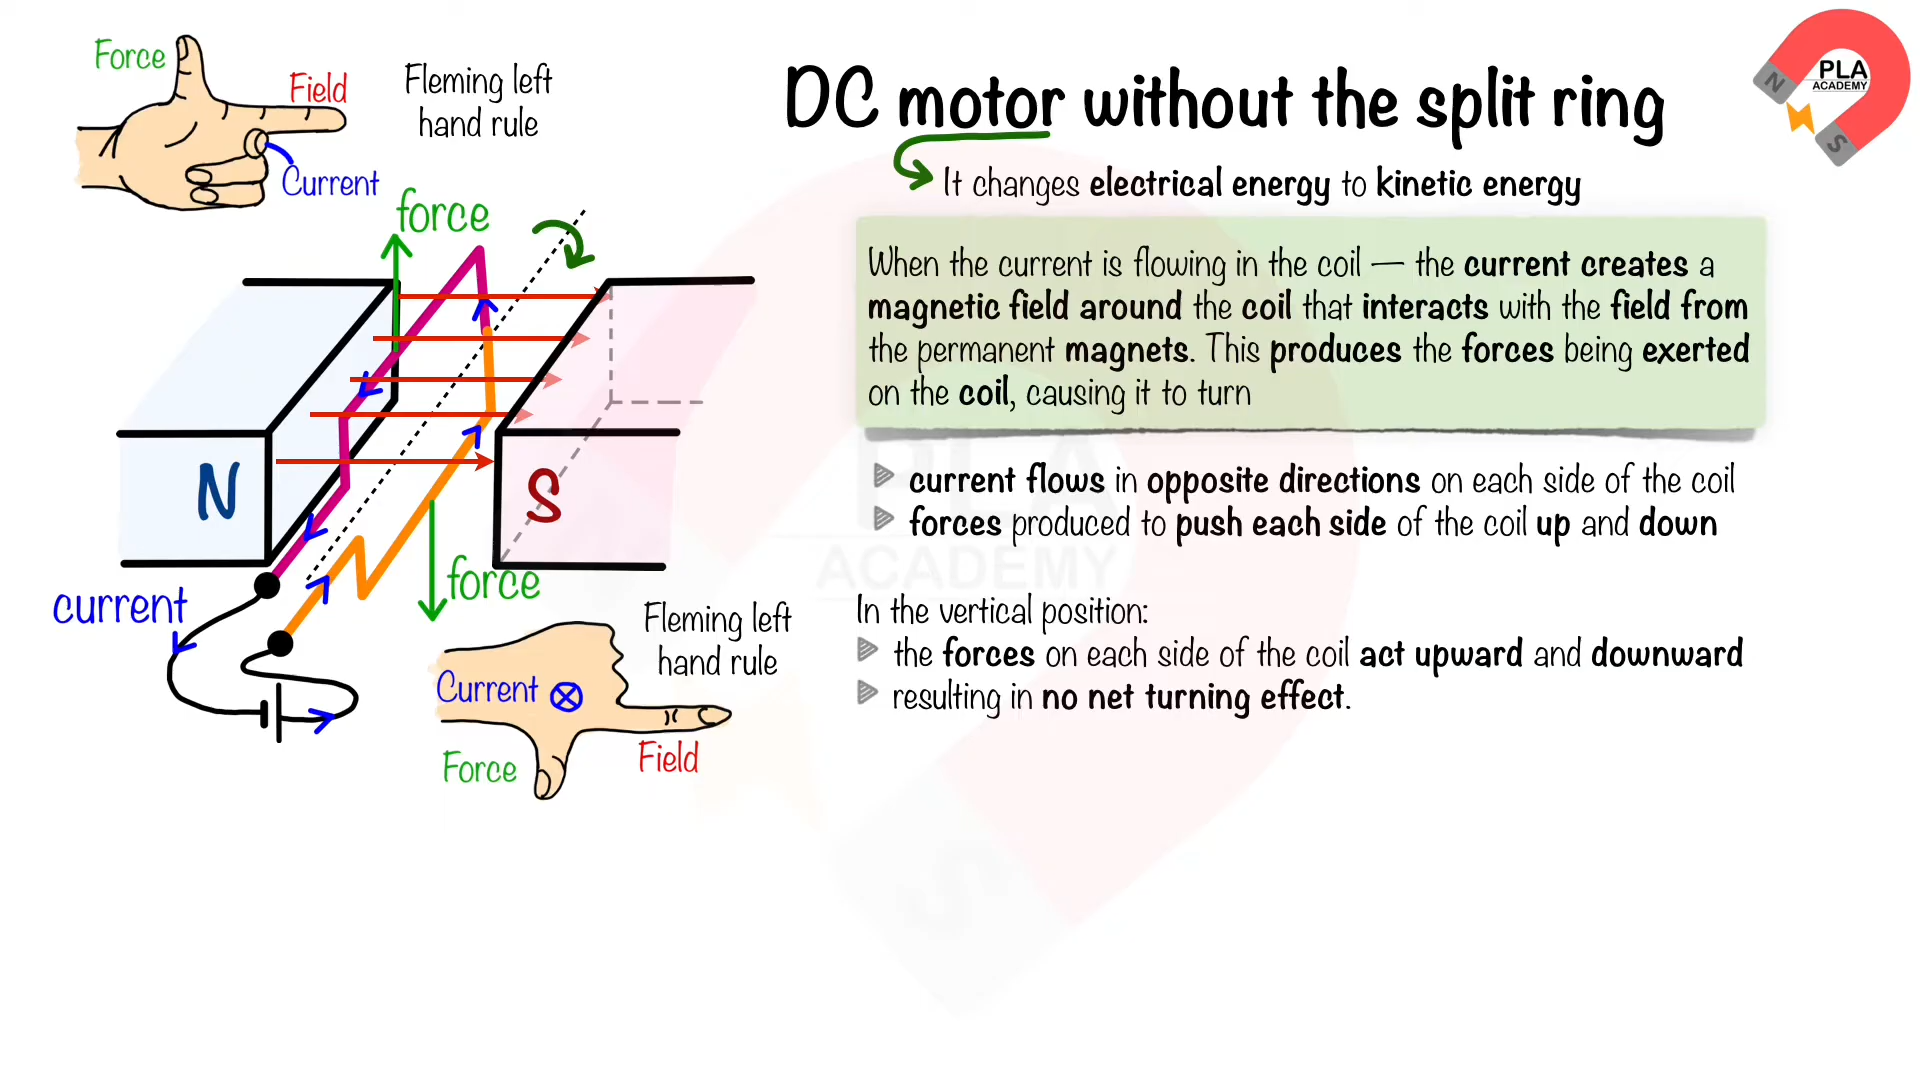 Force
Field
Current
Fleming left
hand rule
DC motor without the split ring
N
S
PLA
ACADEMY
It changes electrical energy to kinetic energy
force
When the current is flowing in the coil — the current creates a
magnetic field around the coil that interacts with the field from
the permanent magnets. This produces the forces being exerted
on the coil, causing it to turn
N
S
current flows in opposite directions on each side of the coil
forces produced to push each side of the coil up and down
PLA
ACADEMY
force
current
Fleming left
hand rule
In the vertical position:
the forces on each side of the coil act upward and downward
resulting in no net turning effect.
Current
Force
Field
S